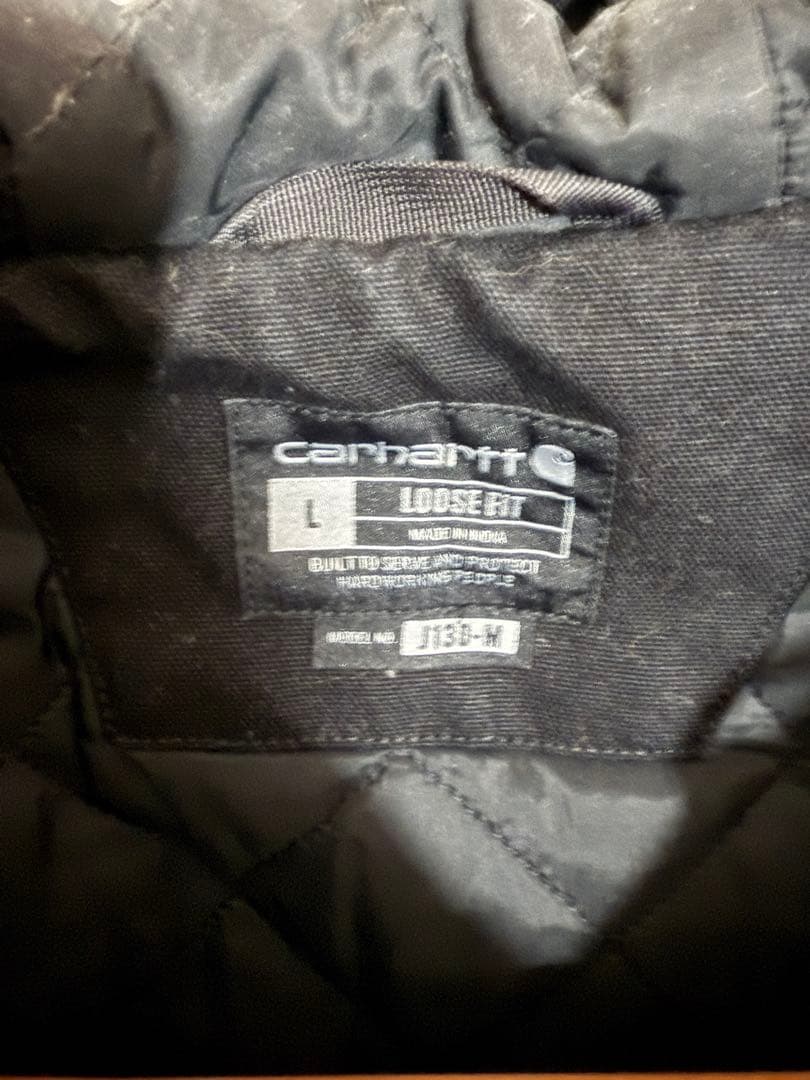 carhartt
L
LOOSE FIT
MADE IN INDIA
BUILT TO SERVE AND PROTECT
HARDWORKING PEOPLE
J130-M